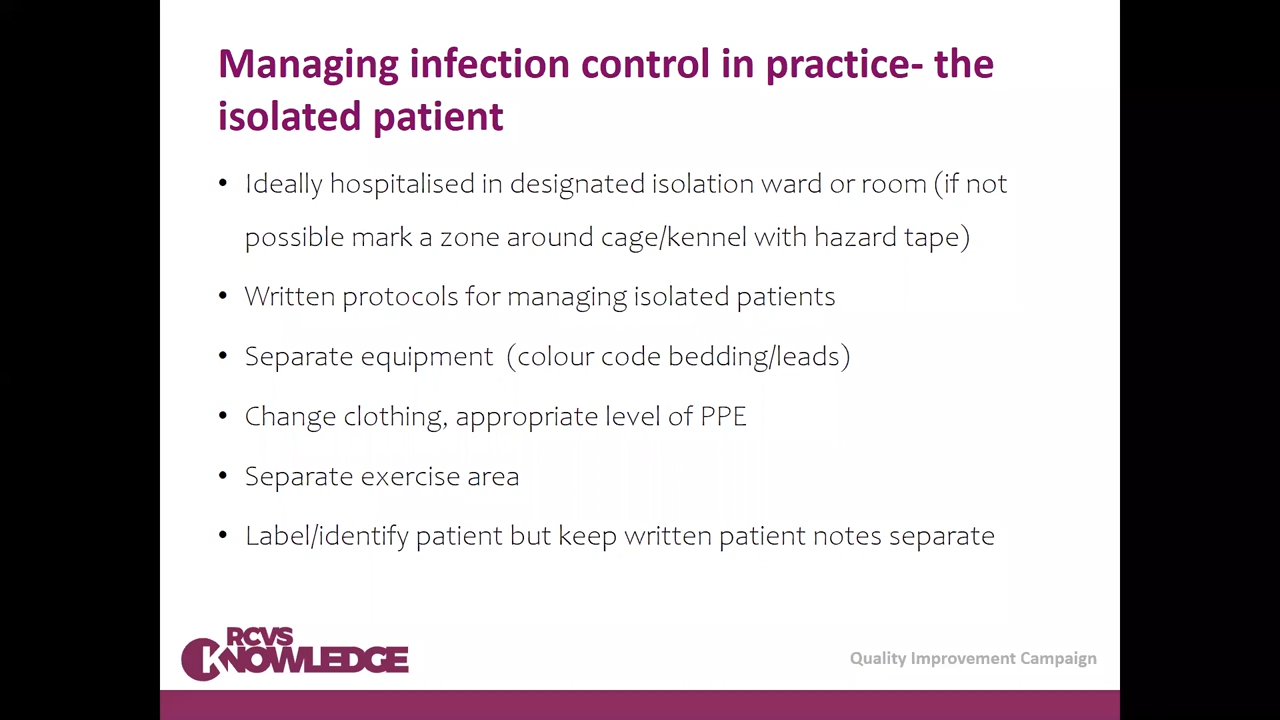 Managing infection control in practice- the
isolated patient
• Ideally hospitalised in designated isolation ward or room (if not
possible mark a zone around cage/kennel with hazard tape)
• Written protocols for managing isolated patients
• Separate equipment  (colour code bedding/leads)
• Change clothing, appropriate level of PPE
• Separate exercise area
• Label/identify patient but keep written patient notes separate
RCVS
KNOWLEDGE
Quality Improvement Campaign